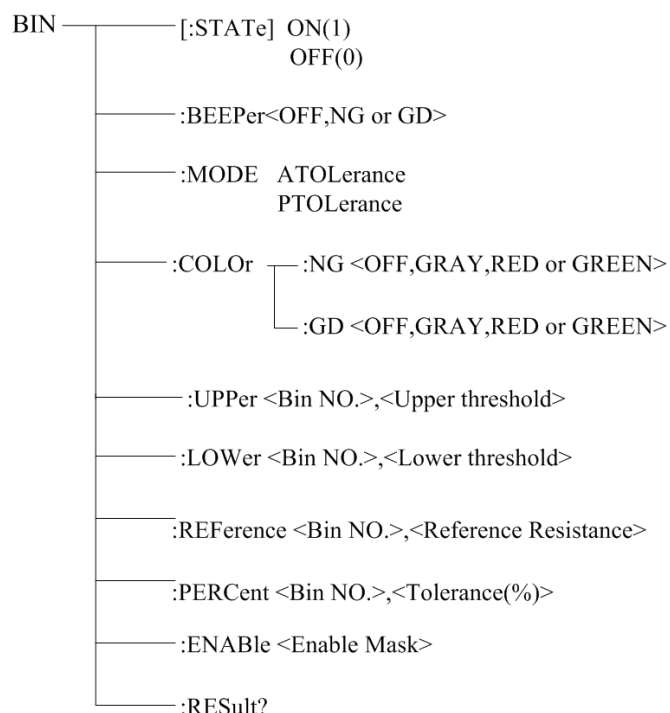 BIN [:STATe] ON(1)
OFF(0)
:BEEPer<OFF,NG or GD>
:MODE ATOLerance
PTOLerance
:COLOr :NG <OFF,GRAY,RED or GREEN>
:GD <OFF,GRAY,RED or GREEN>
:UPPer <Bin NO.>,<Upper threshold>
:LOWer <Bin NO.>,<Lower threshold>
:REFerence <Bin NO.>,<Reference Resistance>
:PERCent <Bin NO.>,<Tolerance(%)>
:ENABle <Enable Mask>
:RESult?